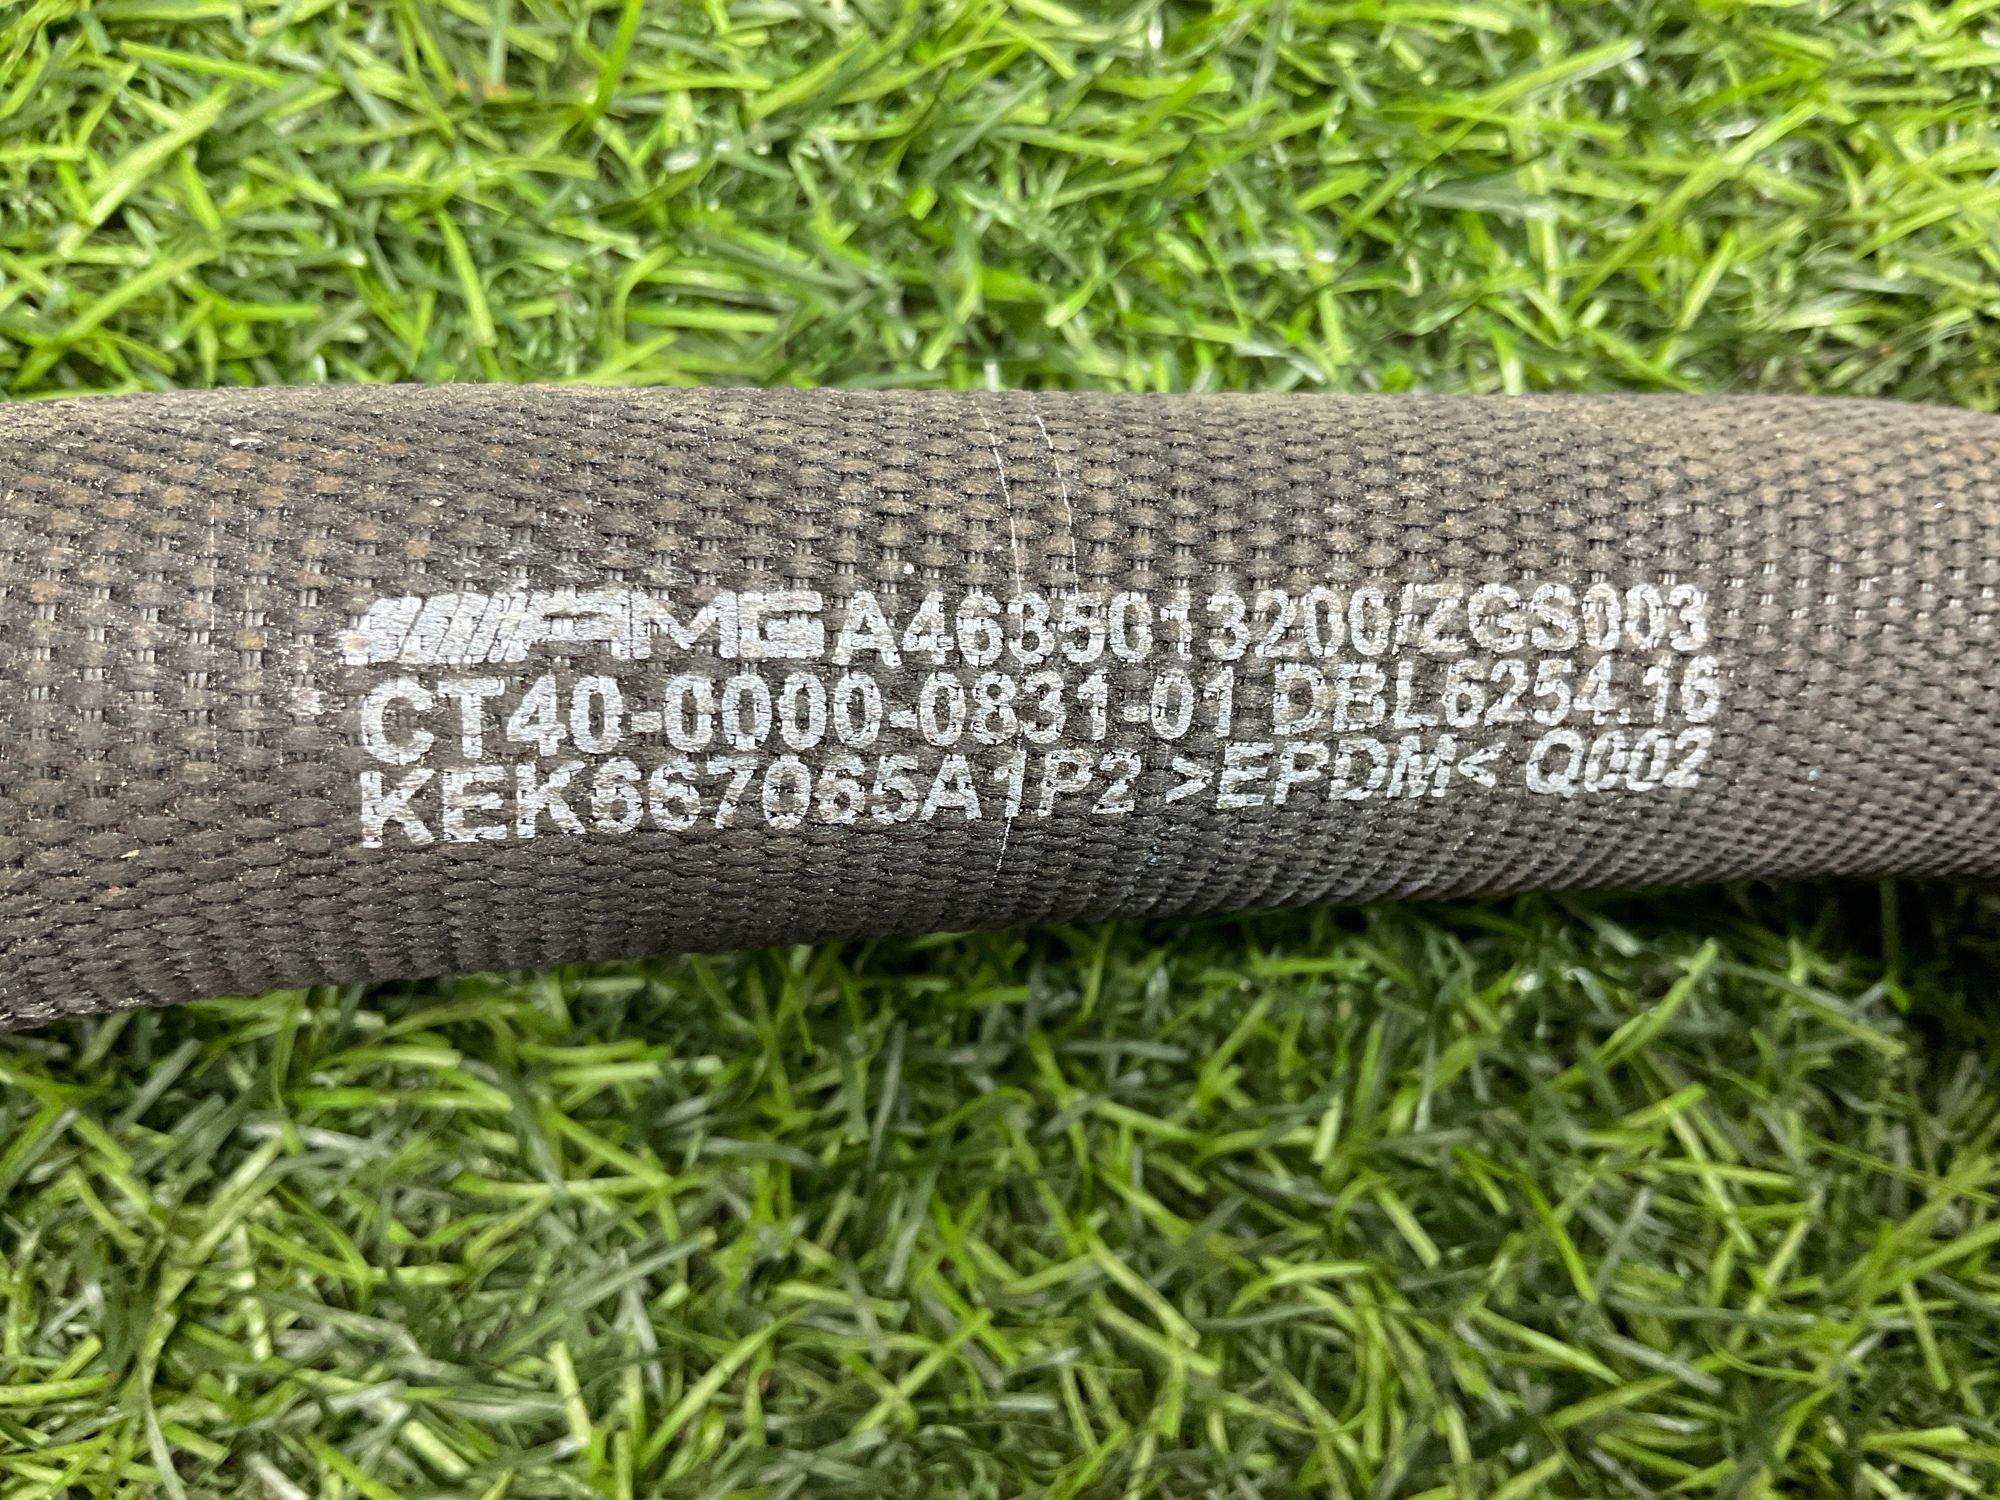 AMG A4635013200/ZGS003
CT40-0000-0831-01 DBL6254.16
KEK667065A1P2 >EPDM< Q002